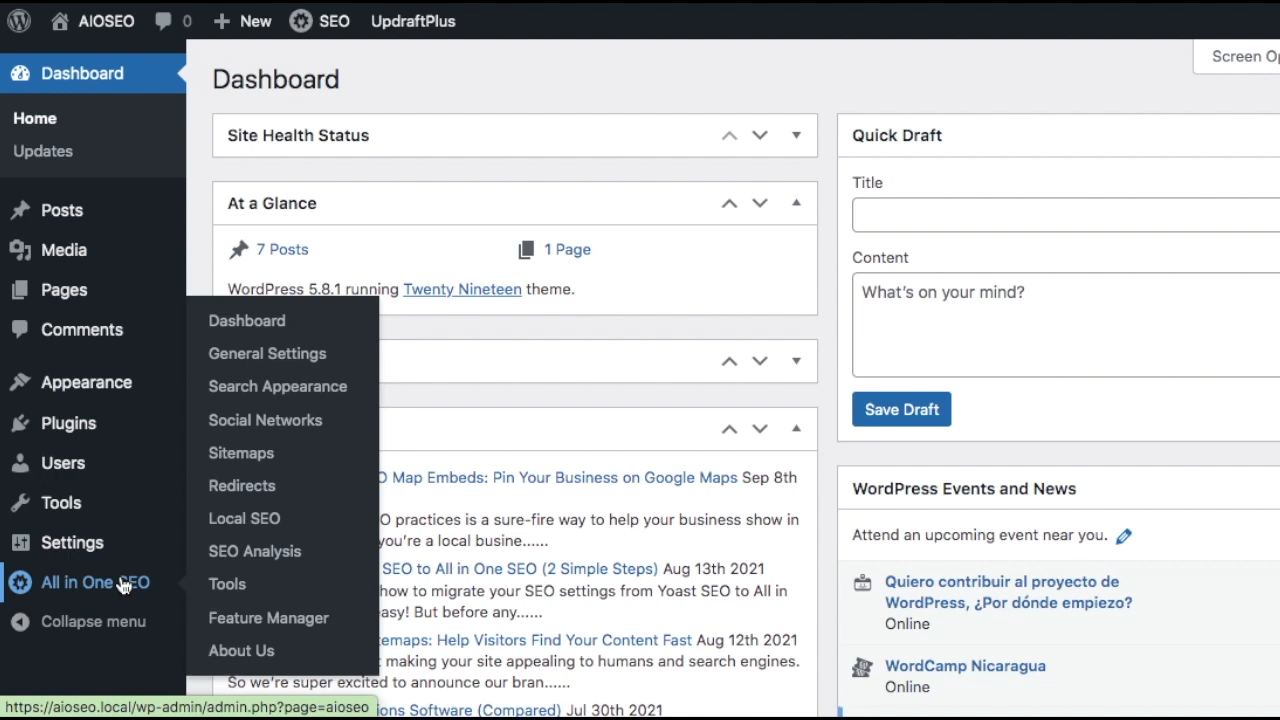 AIOSEO 0 New SEO UpdraftPlus
Dashboard
Home
Updates
Posts
Media
Pages
Comments
Appearance
Plugins
Users
Tools
Settings
All in One SEO
Collapse menu
Dashboard
General Settings
Search Appearance
Social Networks
Sitemaps
Redirects
Local SEO
SEO Analysis
Tools
Feature Manager
About Us
Screen Op
Dashboard
Site Health Status
At a Glance
7 Posts 1 Page
WordPress 5.8.1 running Twenty Nineteen theme.
O Map Embeds: Pin Your Business on Google Maps Sep 8th
O practices is a sure-fire way to help your business show in
you're a local busine......
SEO to All in One SEO (2 Simple Steps) Aug 13th 2021
how to migrate your SEO settings from Yoast SEO to All in
easy! But before any......
temaps: Help Visitors Find Your Content Fast Aug 12th 2021
making your site appealing to humans and search engines.
So we're super excited to announce our bran......
ions Software (Compared) Jul 30th 2021
Quick Draft
Title
Content
What's on your mind?
Save Draft
WordPress Events and News
Attend an upcoming event near you.
Quiero contribuir al proyecto de
WordPress, ¿Por dónde empiezo?
Online
WordCamp Nicaragua
Online
https://aioseo.local/wp-admin/admin.php?page=aioseo